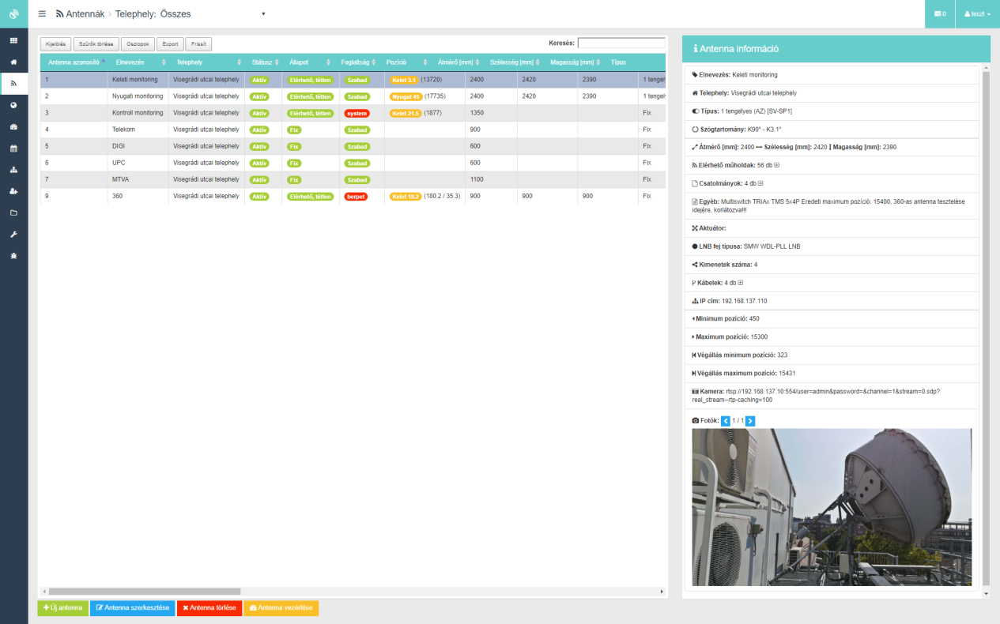 Antennák > Telephely: Összes
0
teszt
Kijelölés Szűrők törlése Oszlopok Export Frissít
Keresés:
Antenna azonosító Elnevezés Telephely Státusz Állapot Foglaltság Pozíció Átmérő [mm] Szélesség [mm] Magasság [mm] Típus
1 Keleti monitoring Visegrádi utcai telephely Aktív Elérhető, tétlen Szabad Kelet 3.1 (13720) 2400 2420 2390 1 tengely
2 Nyugati monitoring Visegrádi utcai telephely Aktív Elérhető, tétlen Szabad Nyugat 45 (17735) 2400 2420 2390 1 tengely
3 Kontroll monitoring Visegrádi utcai telephely Aktív Elérhető, tétlen system Kelet 21.5 (1877) 1350 Fix
4 Telekom Visegrádi utcai telephely Aktív Fix Szabad 900 Fix
5 DIGI Visegrádi utcai telephely Aktív Fix Szabad 600 Fix
6 UPC Visegrádi utcai telephely Aktív Fix Szabad 600 Fix
7 MTVA Visegrádi utcai telephely Aktív Fix Szabad 1100 Fix
9 360 Visegrádi utcai telephely Aktív Elérhető, tétlen berpet Kelet 19.2 (180.2 / 35.3) 900 900 900 Fix
Új antenna Antenna szerkesztése Antenna törlése Antenna vezérlése
Antenna információ
Elnevezés: Keleti monitoring
Telephely: Visegrádi utcai telephely
Típus: 1 tengelyes (AZ) [SV-SP1]
Szögtartomány: K90° - K3.1°
Átmérő [mm]: 2400 Szélesség [mm]: 2420 Magasság [mm]: 2390
Elérhető műholdak: 56 db
Csatolmányok: 4 db
Egyéb: Multiswitch TRIAx TMS 5x4P Eredeti maximum pozíció: 15400, 360-as antenna tesztelése
idejére, korlátozva!!!
Aktuátor:
LNB fej típusa: SMW WDL-PLL LNB
Kimenetek száma: 4
Kábelek: 4 db
IP cím: 192.168.137.110
Minimum pozíció: 450
Maximum pozíció: 15300
Végállás minimum pozíció: 323
Végállás maximum pozíció: 15431
Kamera: rtsp://192.168.137.10:554/user=admin&password=&channel=1&stream=0.sdp?
real_stream--rtp-caching=100
Fotók: 1 / 1